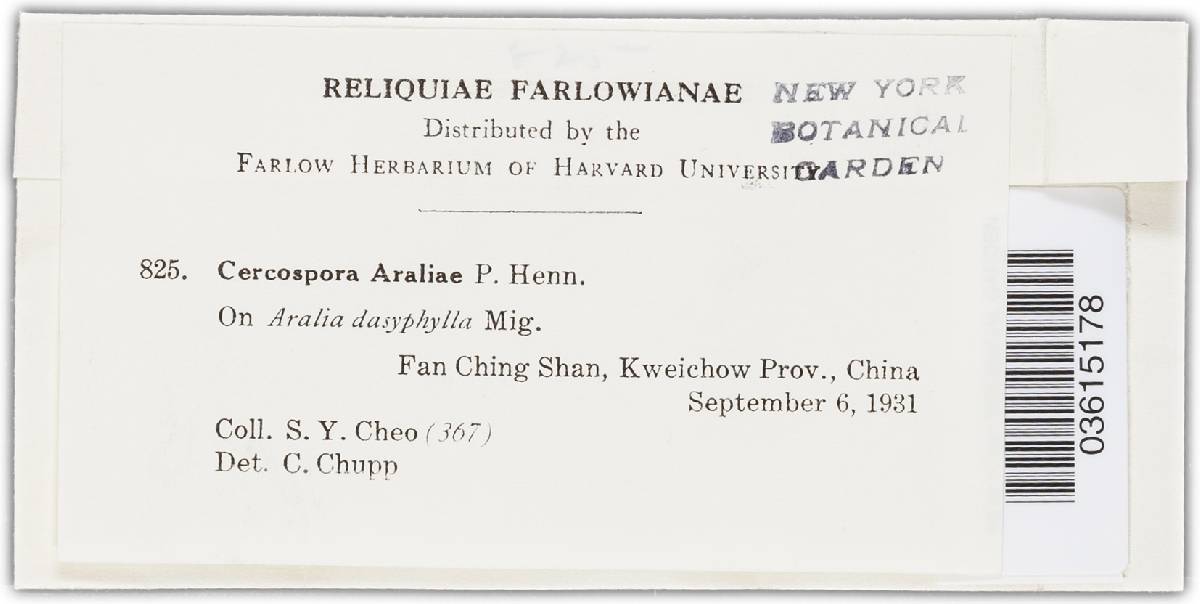 RELIQUIAE FARLOWIANAE
Distributed by the
FARLOW HERBARIUM OF HARVARD UNIVERSITY
NEW YORK
BOTANICAL
GARDEN
825. Cercospora Araliae P. Henn.
On Aralia dasyphylla Mig.
Fan Ching Shan, Kweichow Prov., China
September 6, 1931
Coll. S. Y. Cheo (367)
Det. C. Chupp
03615178